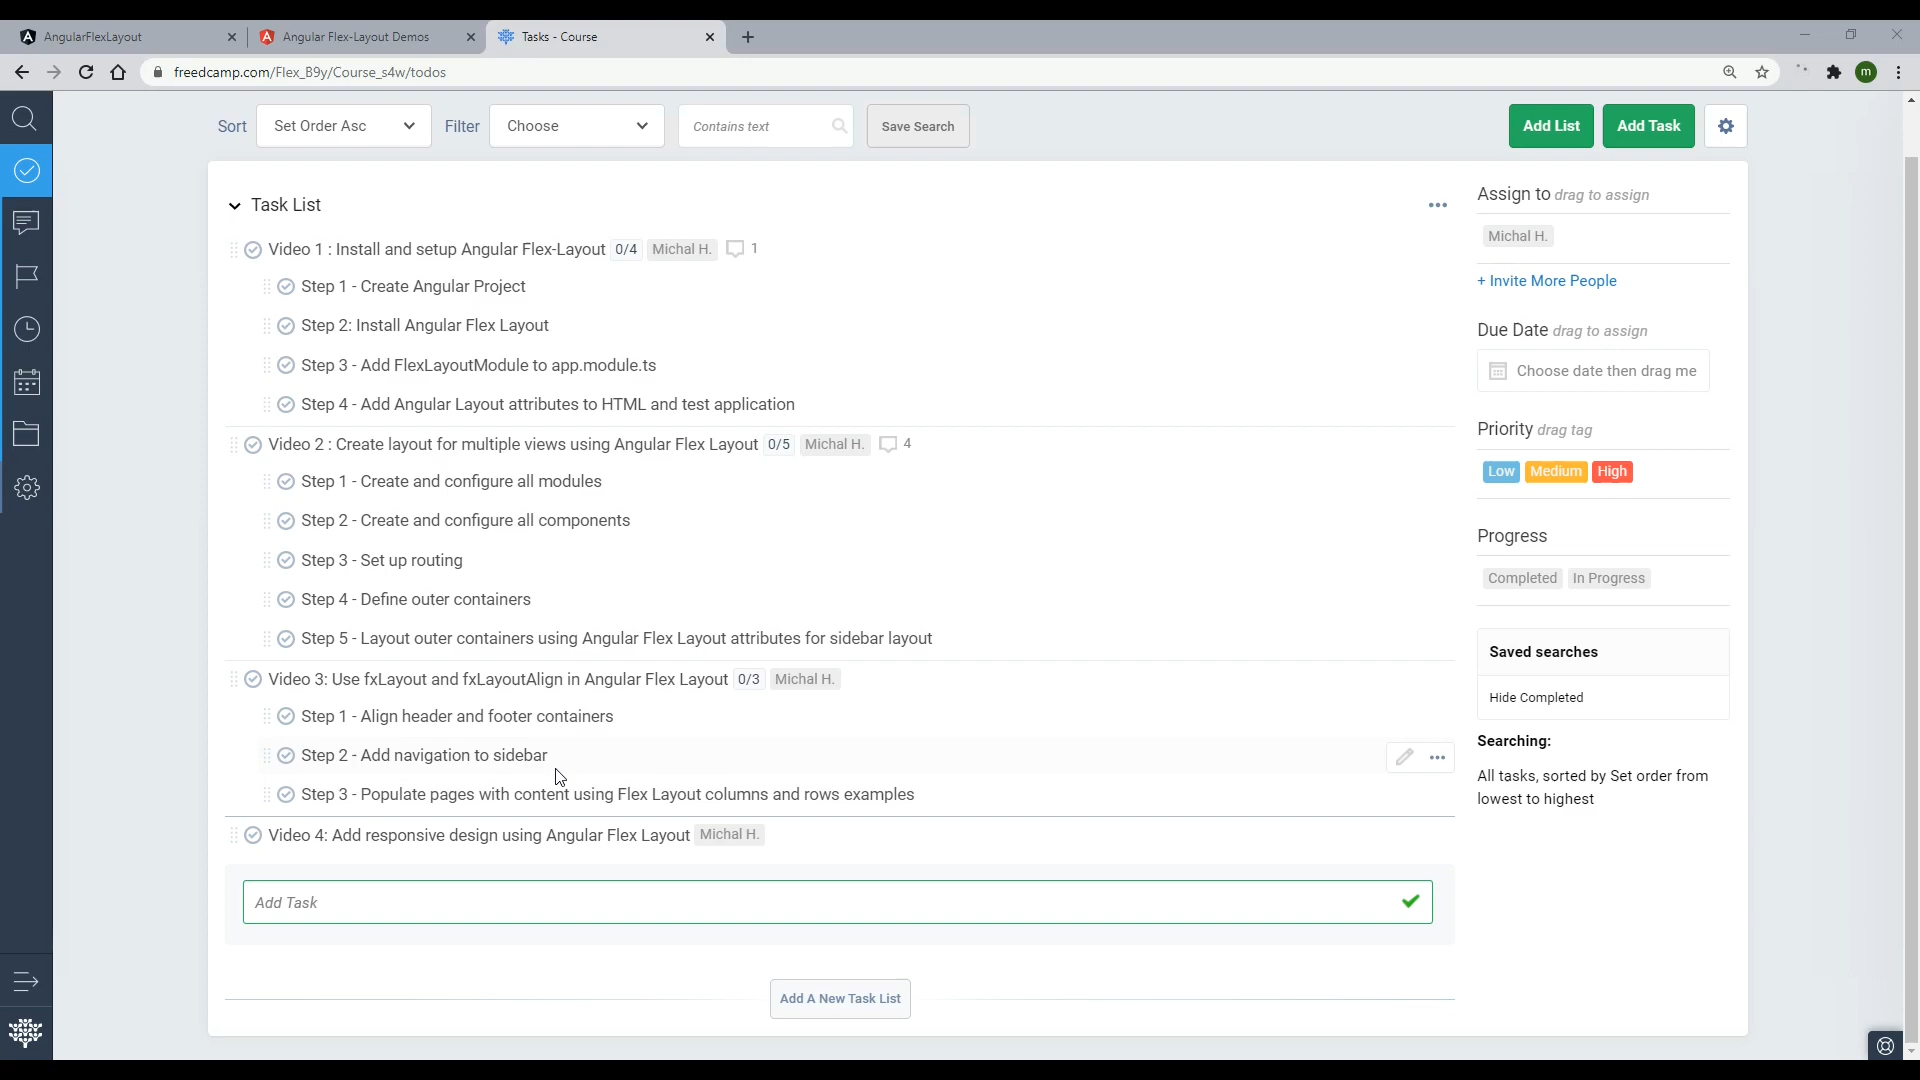 AngularFlexLayout
Angular Flex-Layout Demos
Tasks - Course
freedcamp.com/Flex_B9y/Course_s4w/todos
m
Sort
Set Order Asc
Filter
Choose
Contains text
Save Search
Add List
Add Task
Task List
Video 1 : Install and setup Angular Flex-Layout 0/4 Michal H. 1
Step 1 - Create Angular Project
Step 2: Install Angular Flex Layout
Step 3 - Add FlexLayoutModule to app.module.ts
Step 4 - Add Angular Layout attributes to HTML and test application
Video 2 : Create layout for multiple views using Angular Flex Layout 0/5 Michal H. 4
Step 1 - Create and configure all modules
Step 2 - Create and configure all components
Step 3 - Set up routing
Step 4 - Define outer containers
Step 5 - Layout outer containers using Angular Flex Layout attributes for sidebar layout
Video 3: Use fxLayout and fxLayoutAlign in Angular Flex Layout 0/3 Michal H.
Step 1 - Align header and footer containers
Step 2 - Add navigation to sidebar
Step 3 - Populate pages with content using Flex Layout columns and rows examples
Video 4: Add responsive design using Angular Flex Layout Michal H.
Add Task
Add A New Task List
Assign to drag to assign
Michal H.
+ Invite More People
Due Date drag to assign
Choose date then drag me
Priority drag tag
Low Medium High
Progress
Completed In Progress
Saved searches
Hide Completed
Searching:
All tasks, sorted by Set order from
lowest to highest